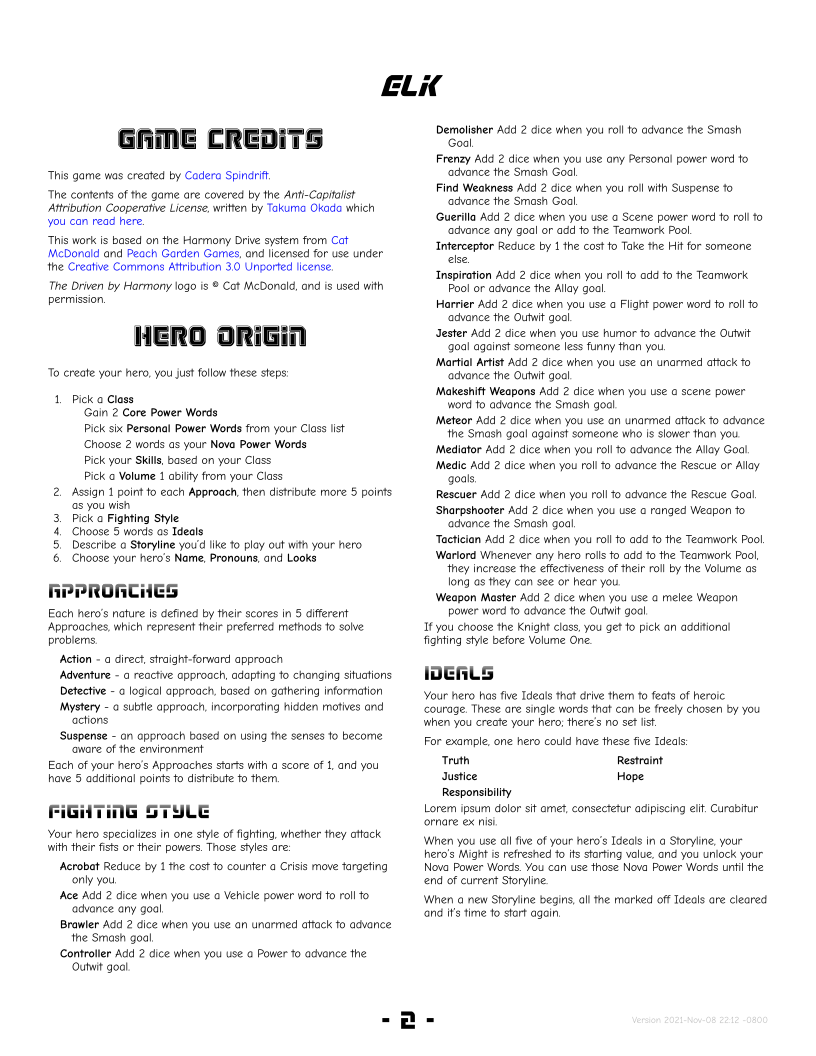 ELK
GAME CREDITS
This game was created by Cadera Spindrift.
The contents of the game are covered by the Anti-Capitalist
Attribution Cooperative License, written by Takuma Okada which
you can read here.
This work is based on the Harmony Drive system from Cat
McDonald and Peach Garden Games, and licensed for use under
the Creative Commons Attribution 3.0 Unported license.
The Driven by Harmony logo is © Cat McDonald, and is used with
permission.
HERO ORIGIN
To create your hero, you just follow these steps:
1. Pick a Class
Gain 2 Core Power Words
Pick six Personal Power Words from your Class list
Choose 2 words as your Nova Power Words
Pick your Skills, based on your Class
Pick a Volume 1 ability from your Class
2. Assign 1 point to each Approach, then distribute more 5 points
as you wish
3. Pick a Fighting Style
4. Choose 5 words as Ideals
5. Describe a Storyline you'd like to play out with your hero
6. Choose your hero's Name, Pronouns, and Looks
APPROACHES
Each hero's nature is defined by their scores in 5 different
Approaches, which represent their preferred methods to solve
problems.
Action - a direct, straight-forward approach
Adventure - a reactive approach, adapting to changing situations
Detective - a logical approach, based on gathering information
Mystery - a subtle approach, incorporating hidden motives and
actions
Suspense - an approach based on using the senses to become
aware of the environment
Each of your hero's Approaches starts with a score of 1, and you
have 5 additional points to distribute to them.
FIGHTING STYLE
Your hero specializes in one style of fighting, whether they attack
with their fists or their powers. Those styles are:
Acrobat Reduce by 1 the cost to counter a Crisis move targeting
only you.
Ace Add 2 dice when you use a Vehicle power word to roll to
advance any goal.
Brawler Add 2 dice when you use an unarmed attack to advance
the Smash goal.
Controller Add 2 dice when you use a Power to advance the
Outwit goal.
Demolisher Add 2 dice when you roll to advance the Smash
Goal.
Frenzy Add 2 dice when you use any Personal power word to
advance the Smash Goal.
Find Weakness Add 2 dice when you roll with Suspense to
advance the Smash Goal.
Guerilla Add 2 dice when you use a Scene power word to roll to
advance any goal or add to the Teamwork Pool.
Interceptor Reduce by 1 the cost to Take the Hit for someone
else.
Inspiration Add 2 dice when you roll to add to the Teamwork
Pool or advance the Allay goal.
Harrier Add 2 dice when you use a Flight power word to roll to
advance the Outwit goal.
Jester Add 2 dice when you use humor to advance the Outwit
goal against someone less funny than you.
Martial Artist Add 2 dice when you use an unarmed attack to
advance the Outwit goal.
Makeshift Weapons Add 2 dice when you use a scene power
word to advance the Smash goal.
Meteor Add 2 dice when you use an unarmed attack to advance
the Smash goal against someone who is slower than you.
Mediator Add 2 dice when you roll to advance the Allay Goal.
Medic Add 2 dice when you roll to advance the Rescue or Allay
goals.
Rescuer Add 2 dice when you roll to advance the Rescue Goal.
Sharpshooter Add 2 dice when you use a ranged Weapon to
advance the Smash goal.
Tactician Add 2 dice when you roll to add to the Teamwork Pool.
Warlord Whenever any hero rolls to add to the Teamwork Pool,
they increase the effectiveness of their roll by the Volume as
long as they can see or hear you.
Weapon Master Add 2 dice when you use a melee Weapon
power word to advance the Outwit goal.
If you choose the Knight class, you get to pick an additional
fighting style before Volume One.
IDEALS
Your hero has five Ideals that drive them to feats of heroic
courage. These are single words that can be freely chosen by you
when you create your hero; there's no set list.
For example, one hero could have these five Ideals:
Truth
Justice
Responsibility
Restraint
Hope
Lorem ipsum dolor sit amet, consectetur adipiscing elit. Curabitur
ornare ex nisi.
When you use all five of your hero's Ideals in a Storyline, your
hero's Might is refreshed to its starting value, and you unlock your
Nova Power Words. You can use those Nova Power Words until the
end of current Storyline.
When a new Storyline begins, all the marked off Ideals are cleared
and it's time to start again.
- 2 -
Version 2021-Nov-08 22:12 -0800